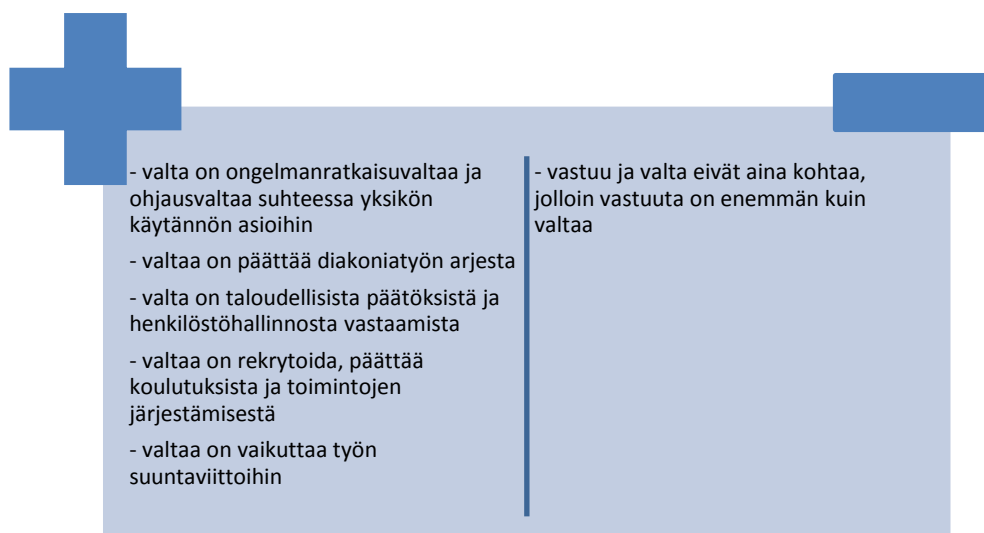 - valta on ongelmanratkaisuvaltaa ja
ohjausvaltaa suhteessa yksikön
käytännön asioihin
- valtaa on päättää diakoniatyön arjesta
- valta on taloudellisista päätöksistä ja
henkilöstöhallinnosta vastaamista
- valtaa on rekrytoida, päättää
koulutuksista ja toimintojen
järjestämisestä
- valtaa on vaikuttaa työn
suuntaviittoihin
- vastuu ja valta eivät aina kohtaa,
jolloin vastuuta on enemmän kuin
valtaa